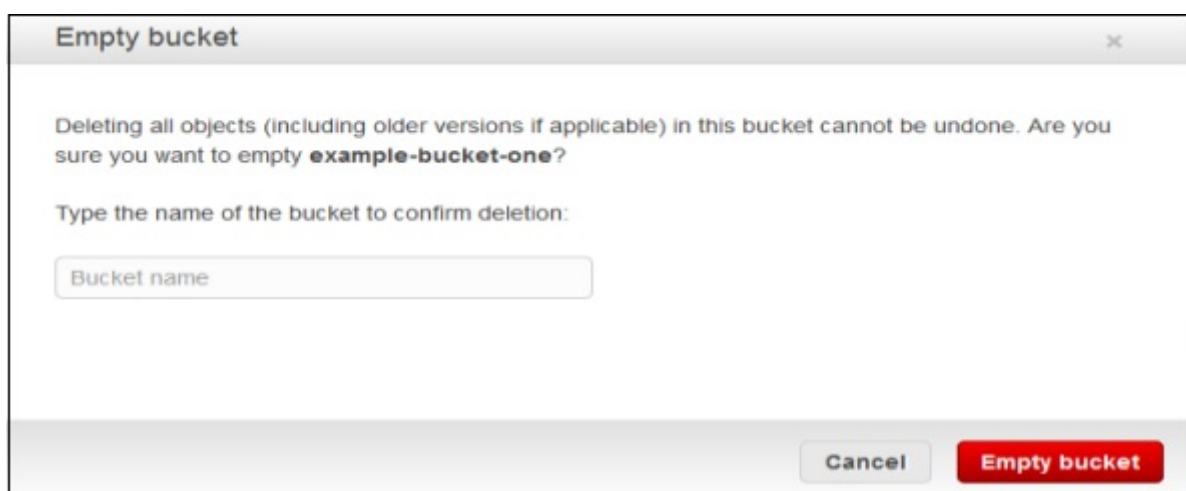 Empty bucket
×
Deleting all objects (including older versions if applicable) in this bucket cannot be undone. Are you
sure you want to empty example-bucket-one?
Type the name of the bucket to confirm deletion:
Bucket name
Cancel
Empty bucket